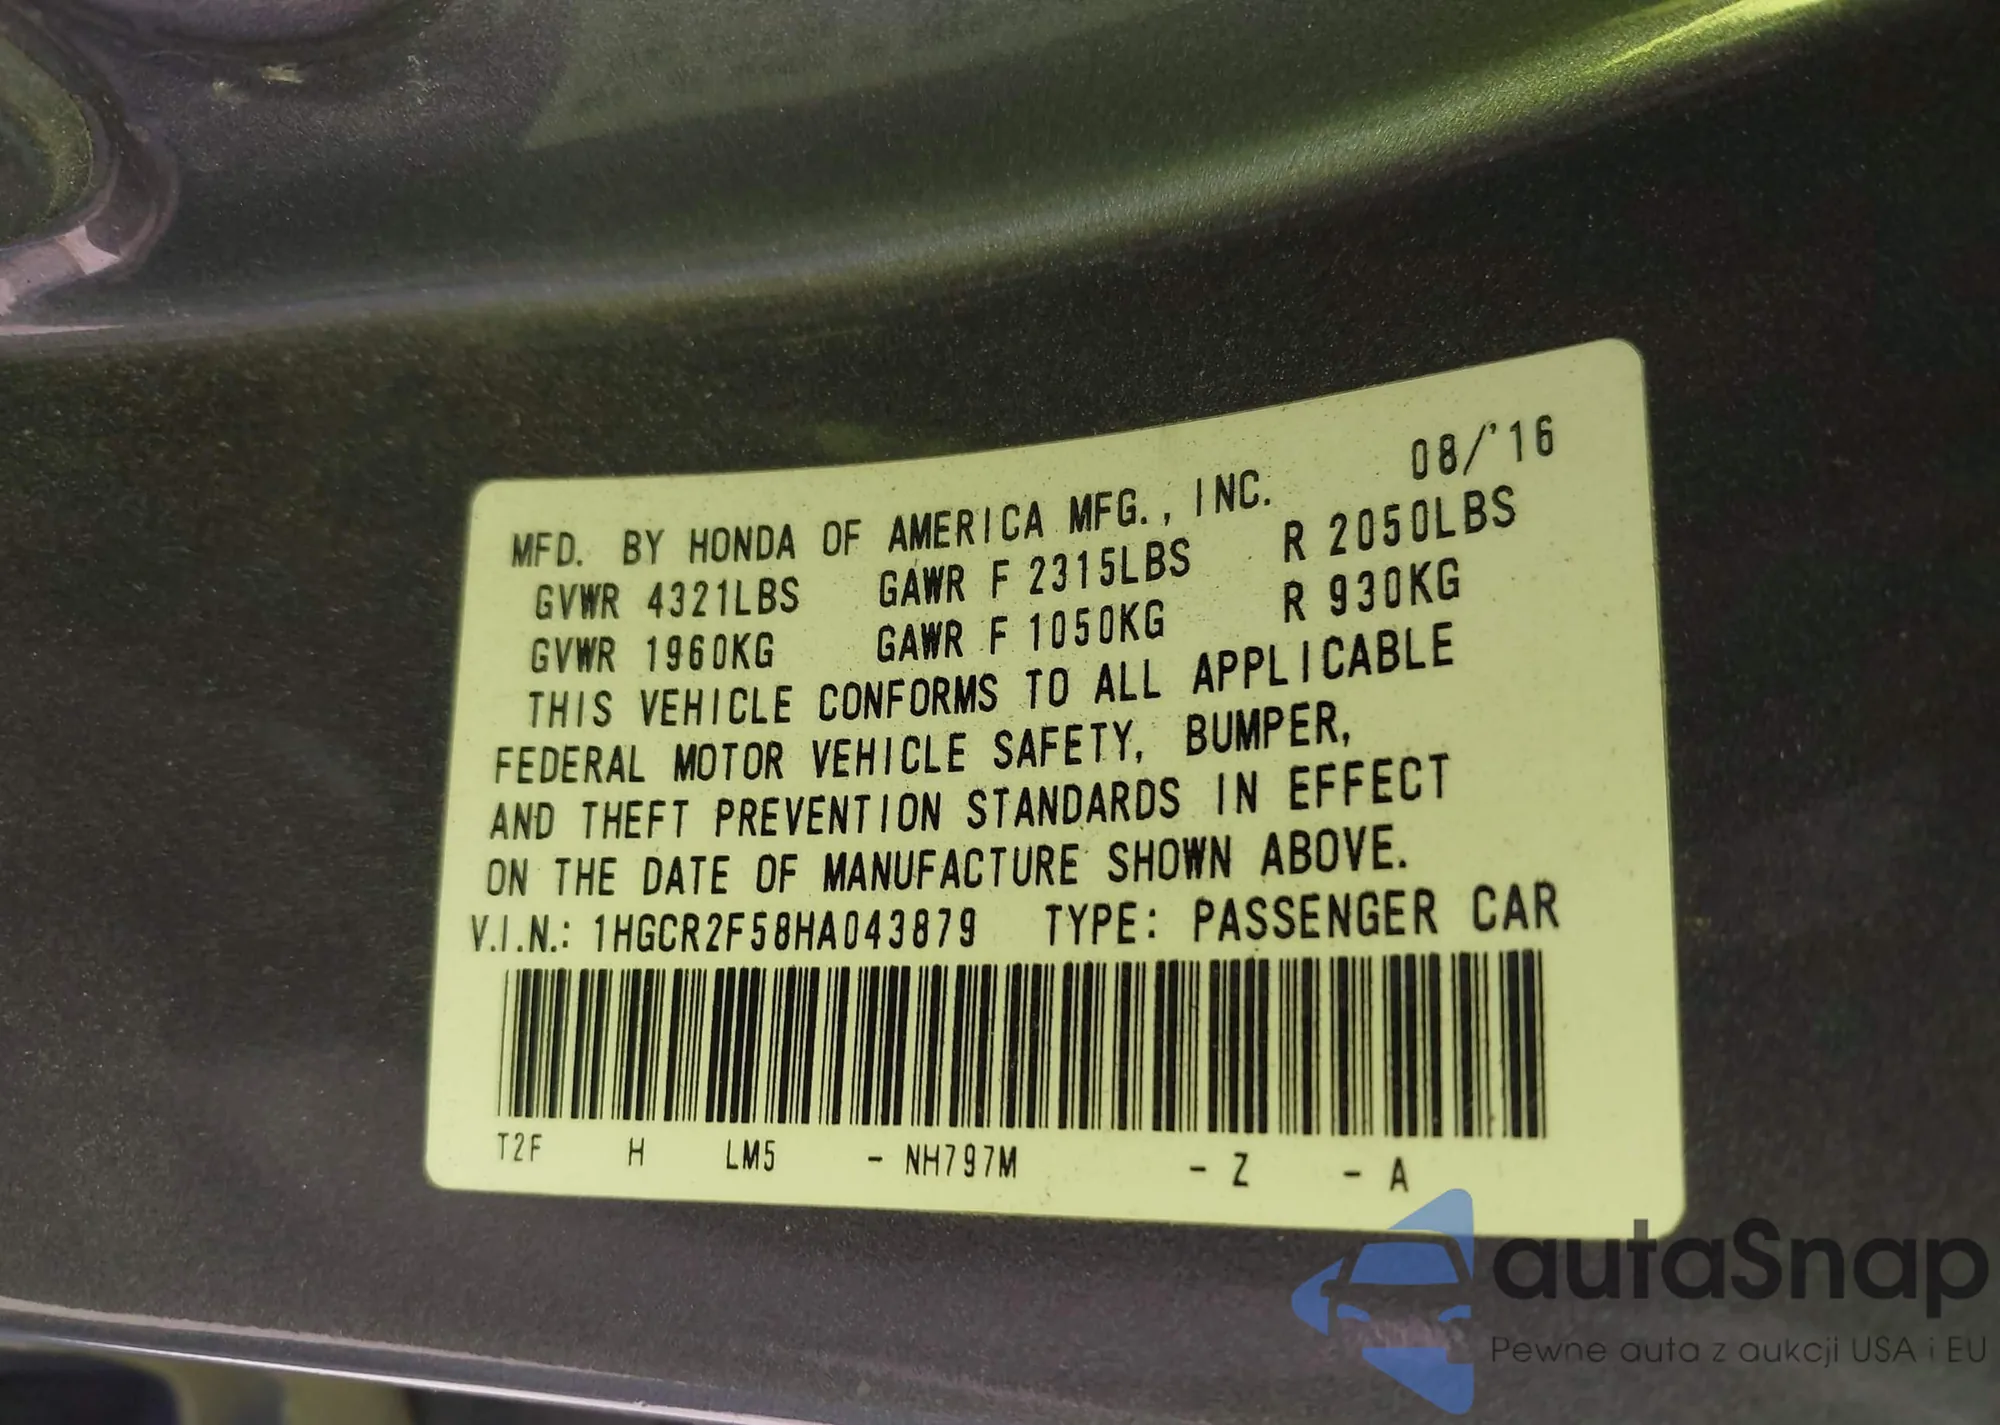 MFD. BY HONDA OF AMERICA MFG., INC. 08/'16
GVWR 4321LBS GAWR F 2315LBS R 2050LBS
GVWR 1960KG GAWR F 1050KG R 930KG
THIS VEHICLE CONFORMS TO ALL APPLICABLE
FEDERAL MOTOR VEHICLE SAFETY, BUMPER,
AND THEFT PREVENTION STANDARDS IN EFFECT
ON THE DATE OF MANUFACTURE SHOWN ABOVE.
V.I.N.: 1HGCR2F58HA043879 TYPE: PASSENGER CAR
T2F H LM5 - NH797M - Z - A
autaSnap
Pewne auta z aukcji USA i EU